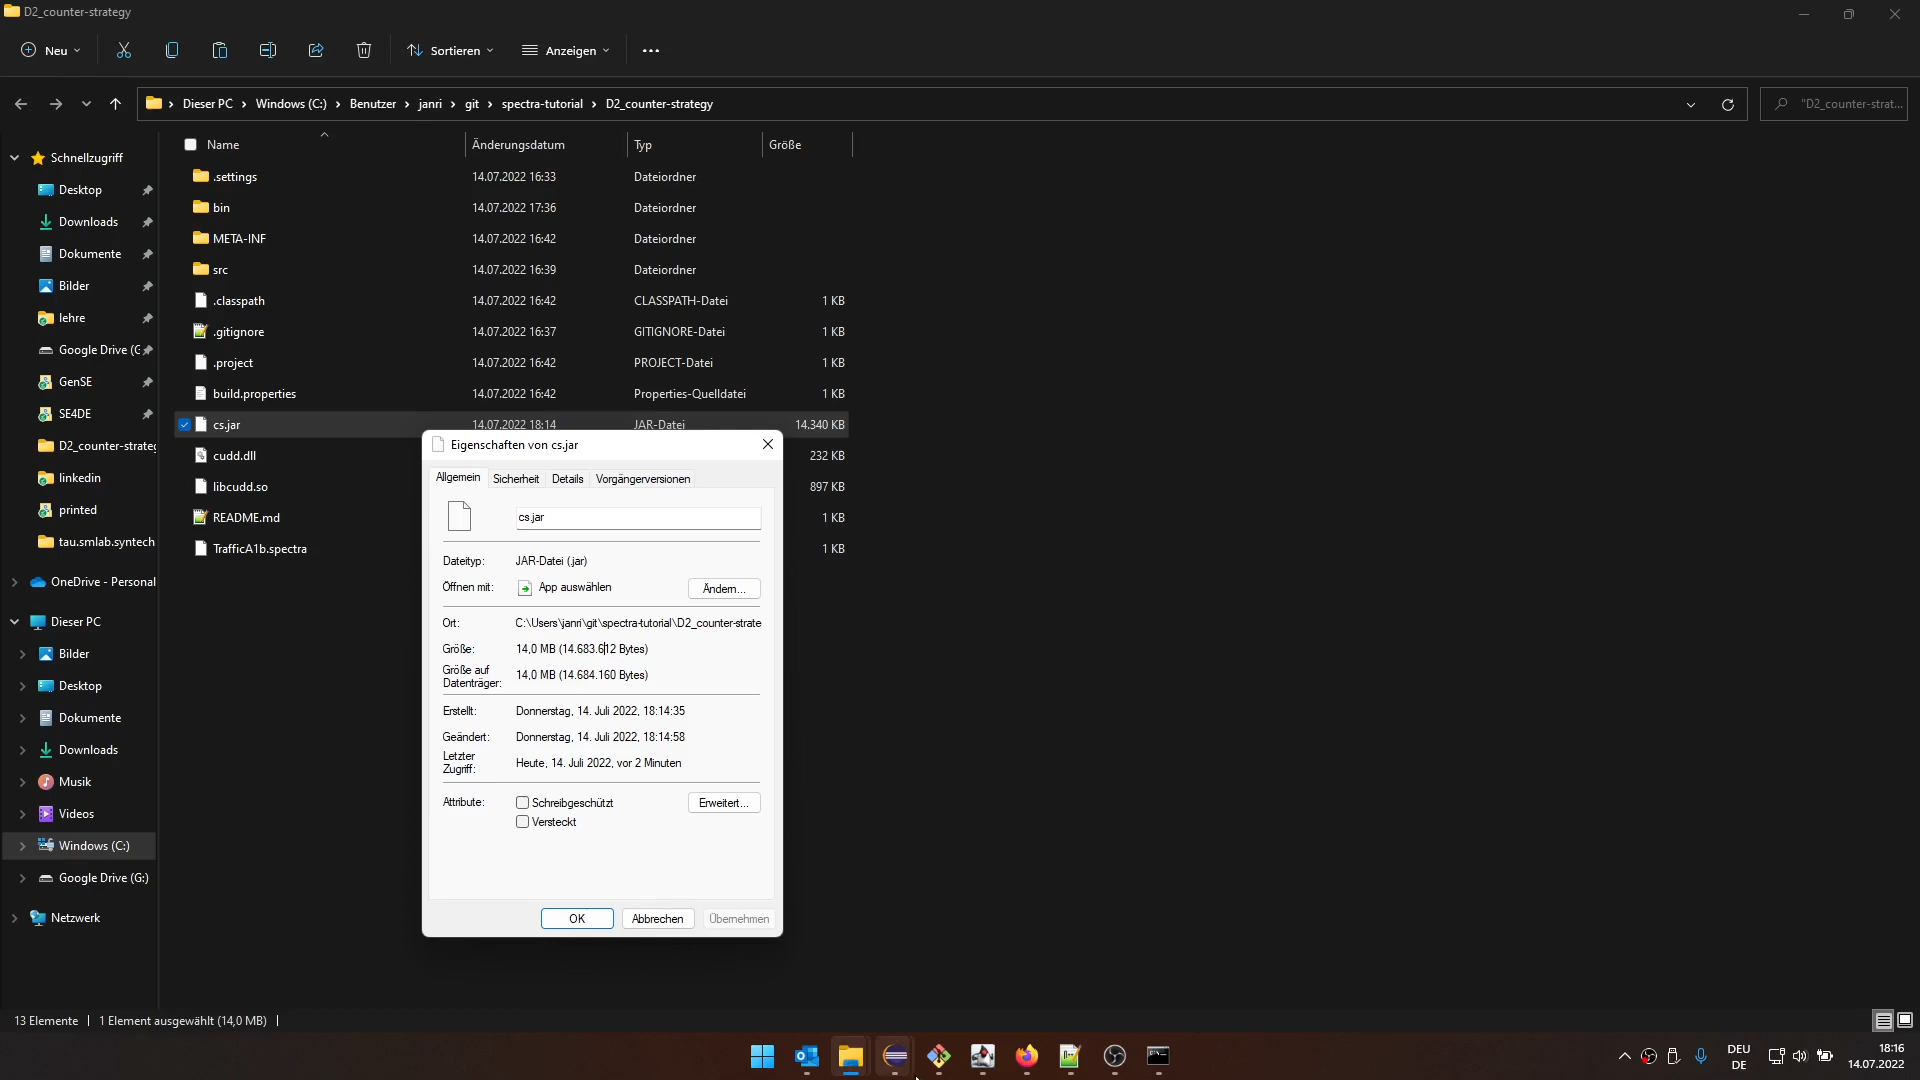 D2_counter-strategy
Neu
Sortieren
Anzeigen
Dieser PC > Windows (C:) > Benutzer > janri > git > spectra-tutorial > D2_counter-strategy
"D2_counter-strat...
Name Änderungsdatum Typ Größe
Schnellzugriff
Desktop
Downloads
Dokumente
Bilder
lehre
Google Drive (G
GenSE
SE4DE
D2_counter-strateg
linkedin
printed
tau.smlab.syntech
OneDrive - Personal
Dieser PC
Bilder
Desktop
Dokumente
Downloads
Musik
Videos
Windows (C:)
Google Drive (G:)
Netzwerk
.settings 14.07.2022 16:33 Dateiordner
bin 14.07.2022 17:36 Dateiordner
META-INF 14.07.2022 16:42 Dateiordner
src 14.07.2022 16:39 Dateiordner
.classpath 14.07.2022 16:42 CLASSPATH-Datei 1 KB
.gitignore 14.07.2022 16:37 GITIGNORE-Datei 1 KB
.project 14.07.2022 16:42 PROJECT-Datei 1 KB
build.properties 14.07.2022 16:42 Properties-Quelldatei 1 KB
cs.jar 14.07.2022 18:14 JAR-Datei 14.340 KB
cudd.dll 232 KB
libcudd.so 897 KB
README.md 1 KB
TrafficA1b.spectra 1 KB
Eigenschaften von cs.jar
Allgemein Sicherheit Details Vorgängerversionen
cs.jar
Dateityp: JAR-Datei (.jar)
Öffnen mit: App auswählen Ändern...
Ort: C:\Users\janri\git\spectra-tutorial\D2_counter-strate
Größe: 14,0 MB (14.683.612 Bytes)
Größe auf
Datenträger: 14,0 MB (14.684.160 Bytes)
Erstellt: Donnerstag, 14. Juli 2022, 18:14:35
Geändert: Donnerstag, 14. Juli 2022, 18:14:58
Letzter
Zugriff: Heute, 14. Juli 2022, vor 2 Minuten
Attribute: Schreibgeschützt Erweitert...
Versteckt
OK Abbrechen Übernehmen
13 Elemente | 1 Element ausgewählt (14,0 MB) |
DEU
DE
18:16
14.07.2022